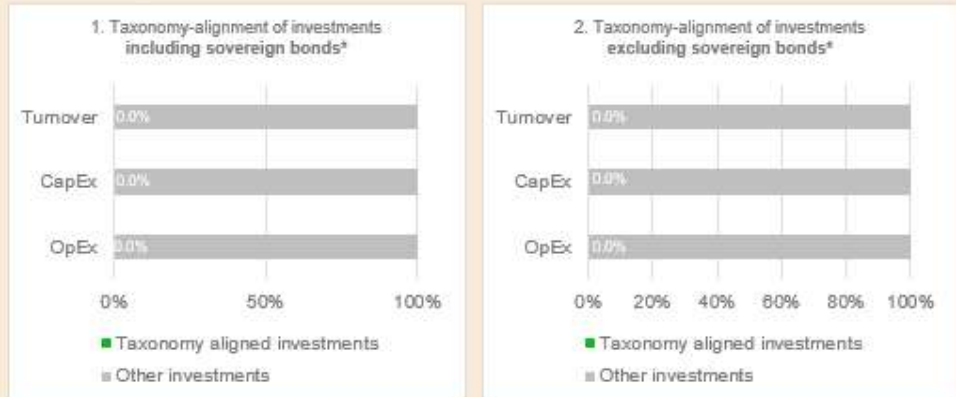 1. Taxonomy-alignment of investments
including sovereign bonds*
Turnover
0.0%
CapEx
0.0%
OpEx
0.0%
0%
50%
100%
Taxonomy aligned investments
Other investments
2. Taxonomy-alignment of investments
excluding sovereign bonds*
Turnover
0.0%
CapEx
0.0%
OpEx
0.0%
0%
20%
40%
60%
80%
100%
Taxonomy aligned investments
Other investments